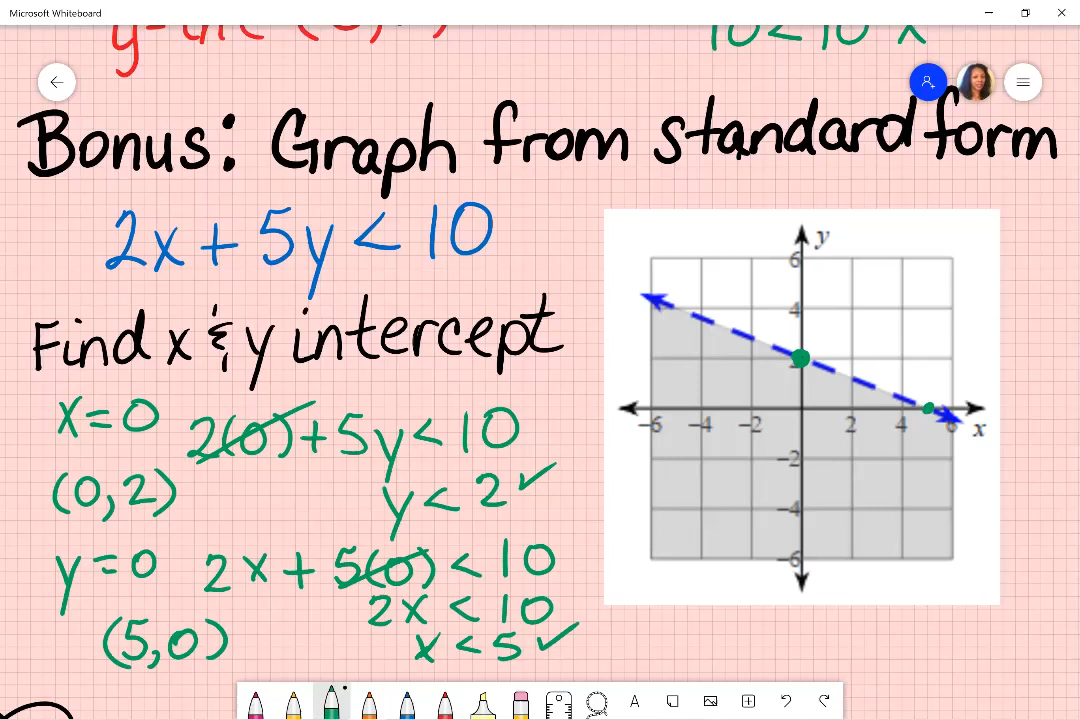 Microsoft Whiteboard
Bonus: Graph from standard form
2x + 5y < 10
Find x & y intercept
x = 0 2(0) + 5y < 10
(0, 2) y < 2 ✓
y = 0 2x + 5(0) < 10
2x < 10
(5, 0) x < 5 ✓
y
6
4
-6 -4 -2 2 4 6 x
-2
-4
-6
A